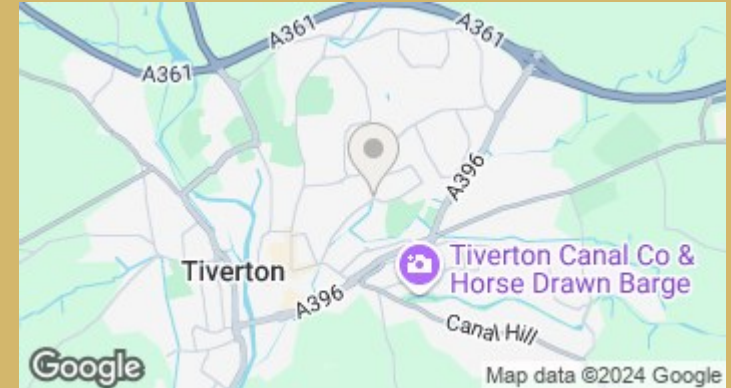 A361
A361
A361
A396
Tiverton
Tiverton Canal Co &
Horse Drawn Barge
A396
Canal Hill
Google
Map data ©2024 Google